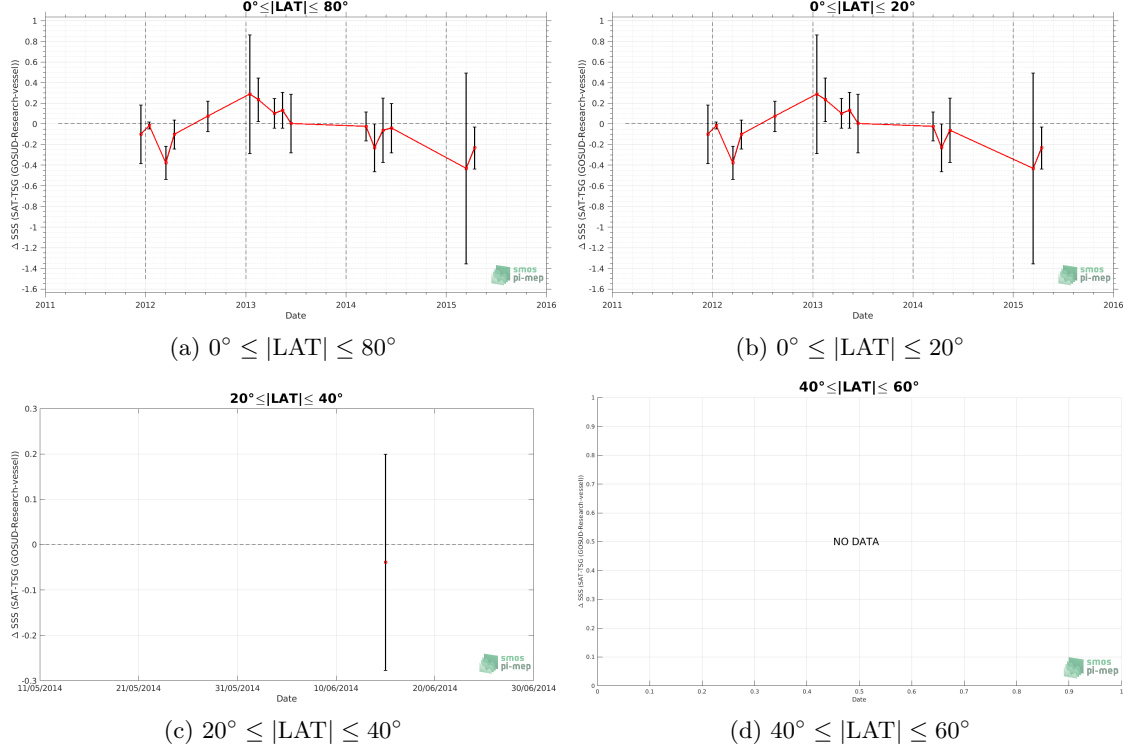 0°≤|LAT|≤ 80°
Δ SSS (SAT-TSG (GOSUD-Research-vessel))
1
0.8
0.6
0.4
0.2
0
-0.2
-0.4
-0.6
-0.8
-1
-1.2
-1.4
-1.6
2011 2012 2013 2014 2015 2016
Date
smos
pi-mep
(a) 0° ≤ |LAT| ≤ 80°
0°≤|LAT|≤ 20°
Δ SSS (SAT-TSG (GOSUD-Research-vessel))
1
0.8
0.6
0.4
0.2
0
-0.2
-0.4
-0.6
-0.8
-1
-1.2
-1.4
-1.6
2011 2012 2013 2014 2015 2016
Date
smos
pi-mep
(b) 0° ≤ |LAT| ≤ 20°
20°≤|LAT|≤ 40°
Δ SSS (SAT-TSG (GOSUD-Research-vessel))
0.3
0.2
0.1
0
-0.1
-0.2
-0.3
11/05/2014 21/05/2014 31/05/2014 10/06/2014 20/06/2014 30/06/2014
Date
smos
pi-mep
(c) 20° ≤ |LAT| ≤ 40°
40°≤|LAT|≤ 60°
Δ SSS (SAT-TSG (GOSUD-Research-vessel))
1
0.9
0.8
0.7
0.6
0.5
0.4
0.3
0.2
0.1
0
NO DATA
0 0.1 0.2 0.3 0.4 0.5 0.6 0.7 0.8 0.9 1
Date
smos
pi-mep
(d) 40° ≤ |LAT| ≤ 60°